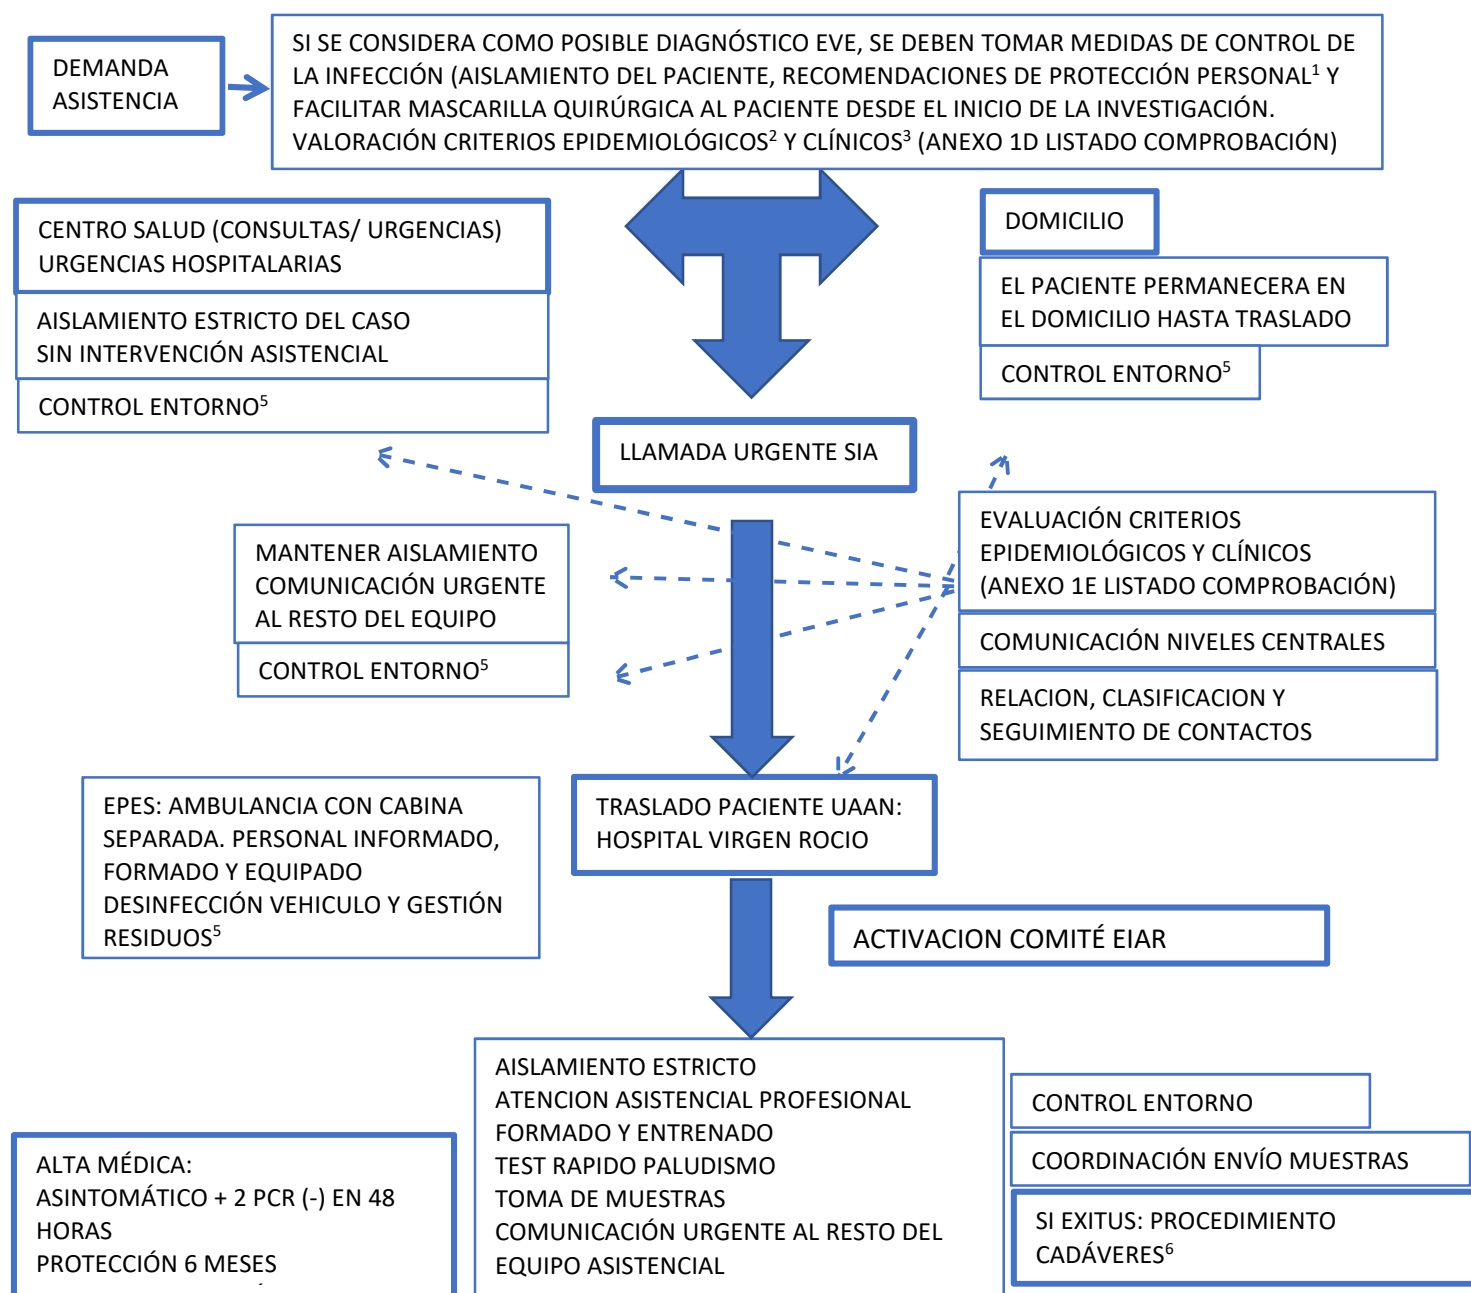 DEMANDA
ASISTENCIA
SI SE CONSIDERA COMO POSIBLE DIAGNÓSTICO EVE, SE DEBEN TOMAR MEDIDAS DE CONTROL DE
LA INFECCIÓN (AISLAMIENTO DEL PACIENTE, RECOMENDACIONES DE PROTECCIÓN PERSONAL¹ Y
FACILITAR MASCARILLA QUIRÚRGICA AL PACIENTE DESDE EL INICIO DE LA INVESTIGACIÓN.
VALORACIÓN CRITERIOS EPIDEMIOLÓGICOS² Y CLÍNICOS³ (ANEXO 1D LISTADO COMPROBACIÓN)
CENTRO SALUD (CONSULTAS/ URGENCIAS)
URGENCIAS HOSPITALARIAS
AISLAMIENTO ESTRICTO DEL CASO
SIN INTERVENCIÓN ASISTENCIAL
CONTROL ENTORNO⁵
DOMICILIO
EL PACIENTE PERMANECERA EN
EL DOMICILIO HASTA TRASLADO
CONTROL ENTORNO⁵
LLAMADA URGENTE SIA
MANTENER AISLAMIENTO
COMUNICACIÓN URGENTE
AL RESTO DEL EQUIPO
CONTROL ENTORNO⁵
EVALUACIÓN CRITERIOS
EPIDEMIOLÓGICOS Y CLÍNICOS
(ANEXO 1E LISTADO COMPROBACIÓN)
COMUNICACIÓN NIVELES CENTRALES
RELACION, CLASIFICACION Y
SEGUIMIENTO DE CONTACTOS
EPES: AMBULANCIA CON CABINA
SEPARADA. PERSONAL INFORMADO,
FORMADO Y EQUIPADO
DESINFECCIÓN VEHICULO Y GESTIÓN
RESIDUOS⁵
TRASLADO PACIENTE UAAN:
HOSPITAL VIRGEN ROCIO
ACTIVACION COMITÉ EIAR
AISLAMIENTO ESTRICTO
ATENCION ASISTENCIAL PROFESIONAL
FORMADO Y ENTRENADO
TEST RAPIDO PALUDISMO
TOMA DE MUESTRAS
COMUNICACIÓN URGENTE AL RESTO DEL
EQUIPO ASISTENCIAL
CONTROL ENTORNO
COORDINACIÓN ENVÍO MUESTRAS
SI EXITUS: PROCEDIMIENTO
CADÁVERES⁶
ALTA MÉDICA:
ASINTOMÁTICO + 2 PCR (-) EN 48
HORAS
PROTECCIÓN 6 MESES